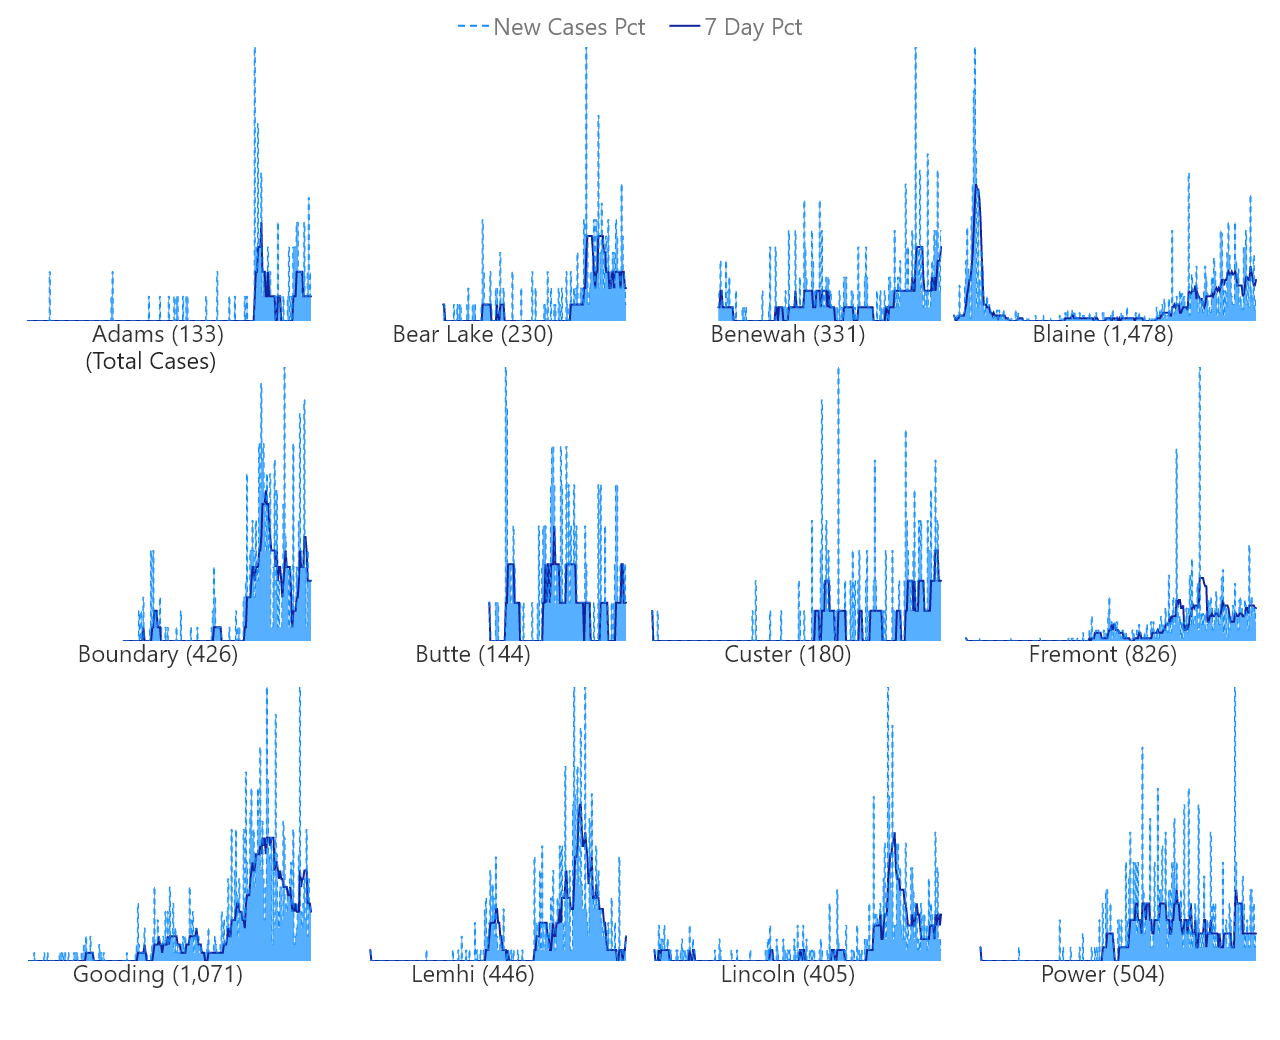 New Cases Pct 7 Day Pct
Adams (133)
(Total Cases)
Bear Lake (230)
Benewah (331)
Blaine (1,478)
Boundary (426)
Butte (144)
Custer (180)
Fremont (826)
Gooding (1,071)
Lemhi (446)
Lincoln (405)
Power (504)